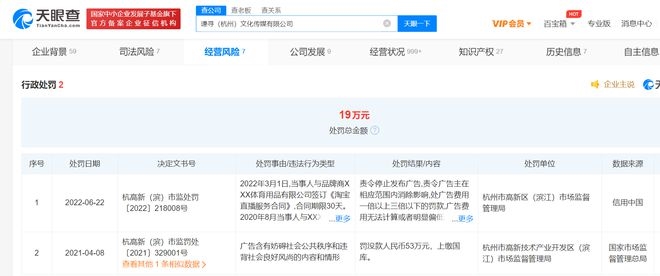 天眼查
TianYanCha.com
国家中小企业发展子基金旗下
官方备案企业征信机构
查公司 查老板 查关系
谦寻（杭州）文化传媒有限公司
天眼一下
VIP会员 百宝箱 HOT 专业版 消息中心
企业背景 59 司法风险 7 经营风险 7 公司发展 9 经营状况 999+ 知识产权 27 历史信息 7 自主信息
行政处罚 2
企业主说 天眼
19万元
处罚总金额
序号 处罚日期 决定文书号 处罚事由/违法行为类型 处罚结果/内容 处罚单位 数据来源
1
2022-06-22
杭高新（滨）市监处罚
〔2022〕218008号
2022年3月1日,当事人与品牌商X
XX体育用品有限公司签订《淘宝
直播服务合同》,合同期限30天。
2020年8月当事人与XX
...更多
责令停止发布广告,责令广告主在
相应范围内消除影响,处广告费用
一倍以上三倍以下的罚款,广告费
用无法计算或者明显偏低
...更多
杭州市高新区（滨江）市场监督
管理局
信用中国
2
2021-04-08
杭高新（滨）市监罚处
〔2021〕329001号
查看其他 1 条相似数据 >
广告含有妨碍社会公共秩序和违
背社会良好风尚的内容和情形
罚没款人民币53万元，上缴国
库。
杭州市高新技术产业开发区（滨
江）市场监督管理局
国家市场监
督管理总局